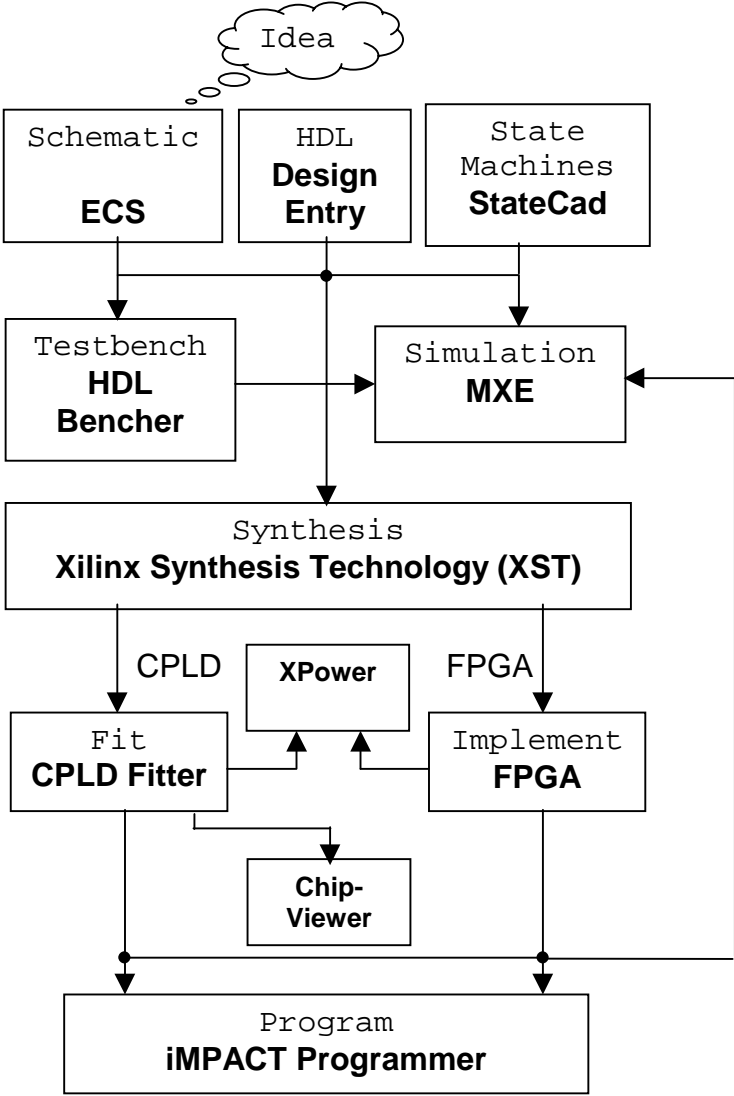 Idea
Schematic
ECS
HDL
Design
Entry
State
Machines
StateCad
Testbench
HDL
Bencher
Simulation
MXE
Synthesis
Xilinx Synthesis Technology (XST)
CPLD
XPower
FPGA
Fit
CPLD Fitter
Implement
FPGA
Chip-
Viewer
Program
iMPACT Programmer